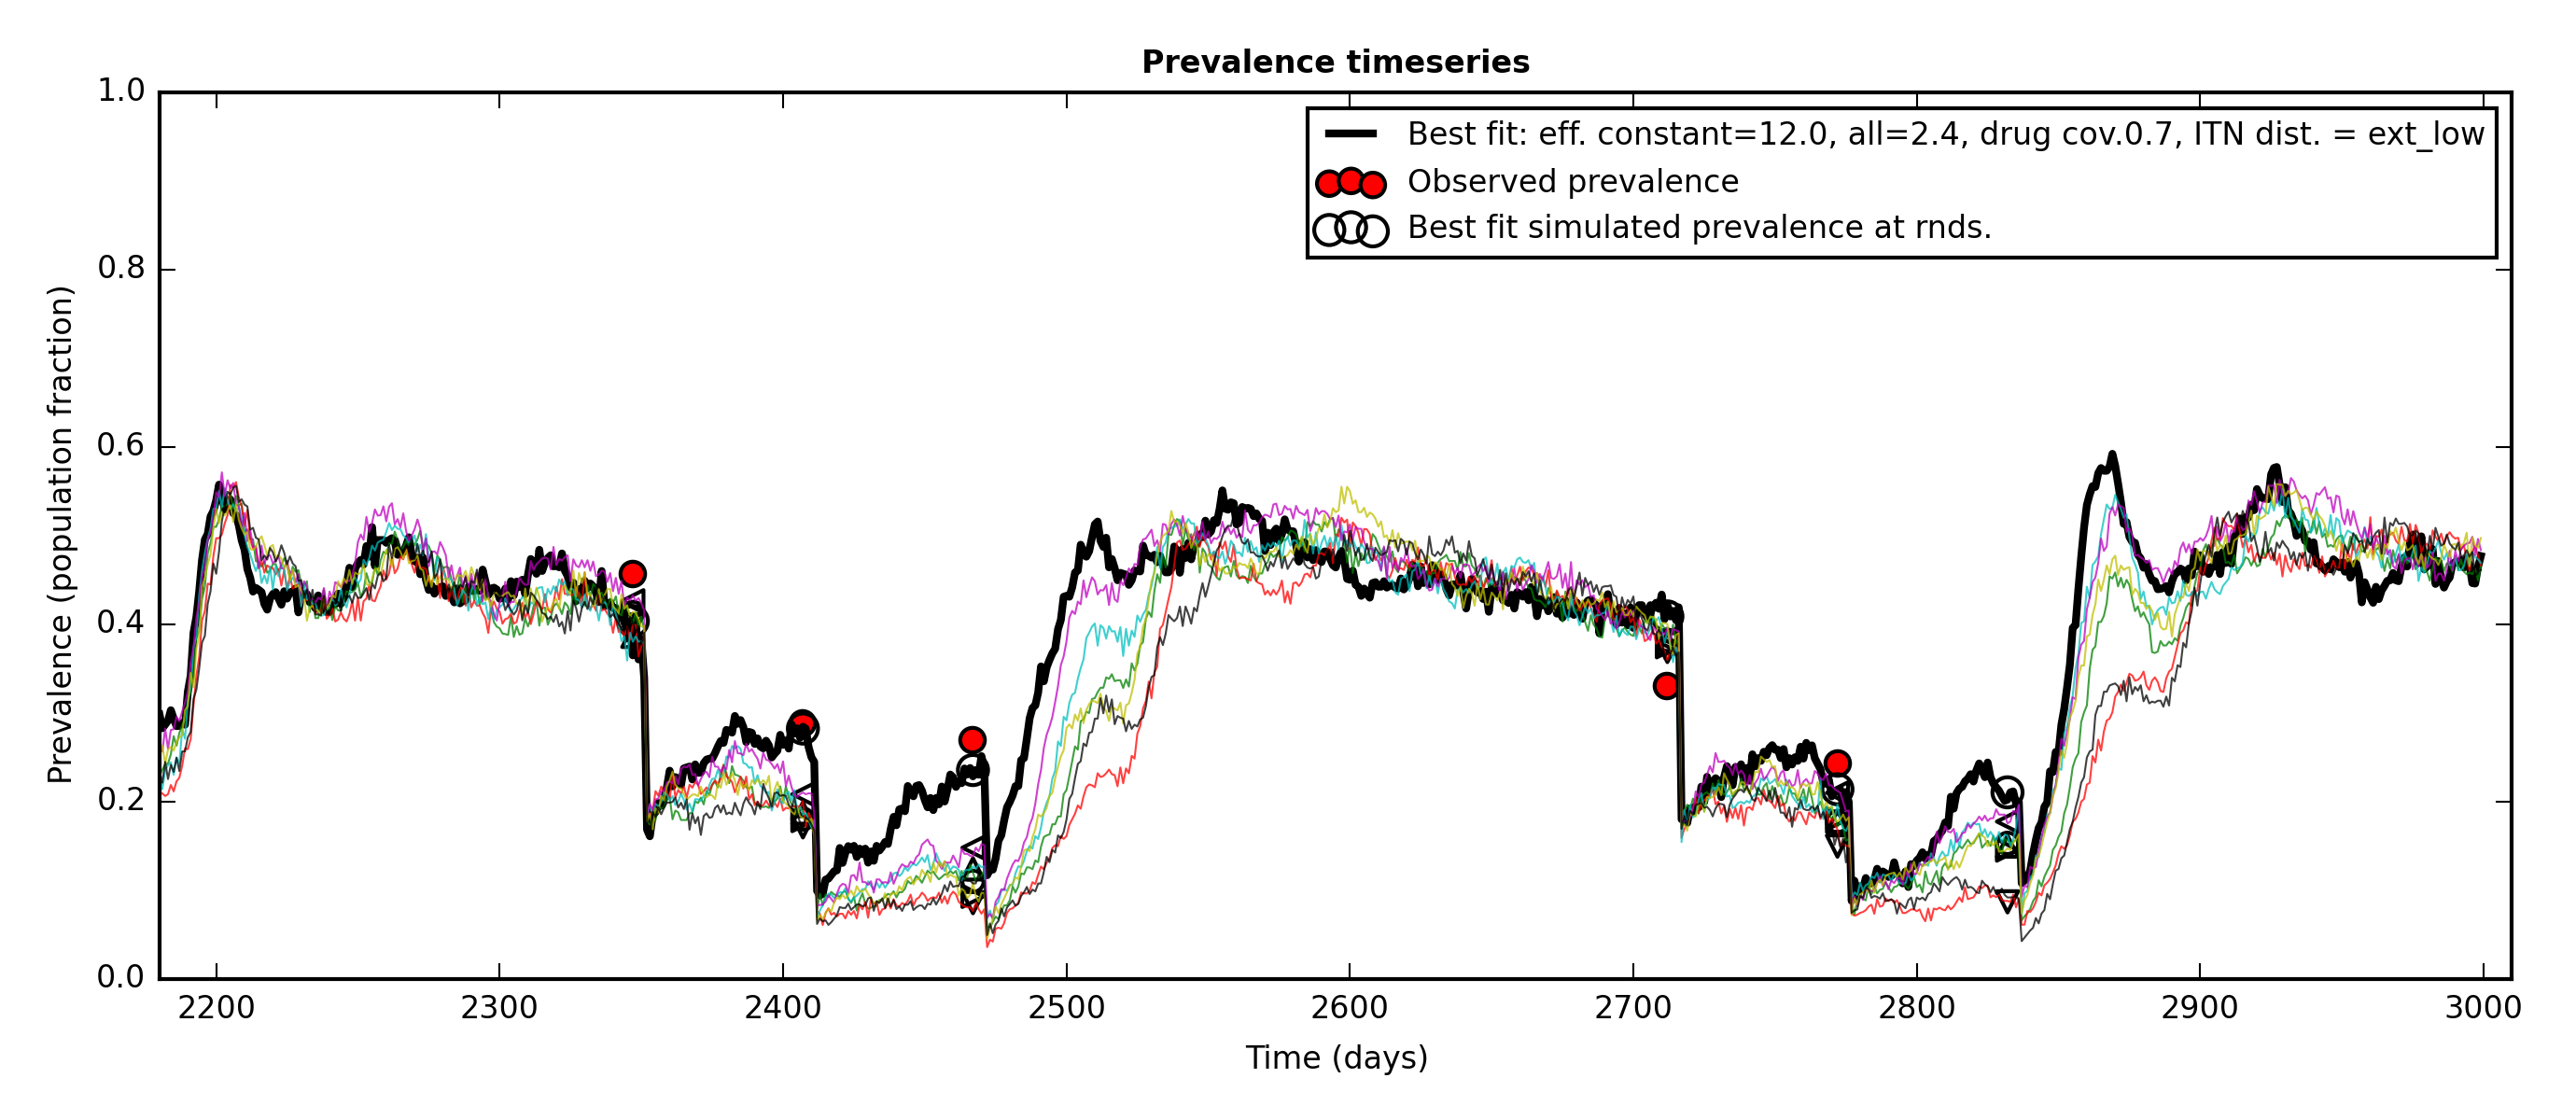 Prevalence timeseries
1.0
0.8
0.6
0.4
0.2
0.0
Prevalence (population fraction)
Best fit: eff. constant=12.0, all=2.4, drug cov.0.7, ITN dist. = ext_low
Observed prevalence
Best fit simulated prevalence at rnds.
2200 2300 2400 2500 2600 2700 2800 2900 3000
Time (days)